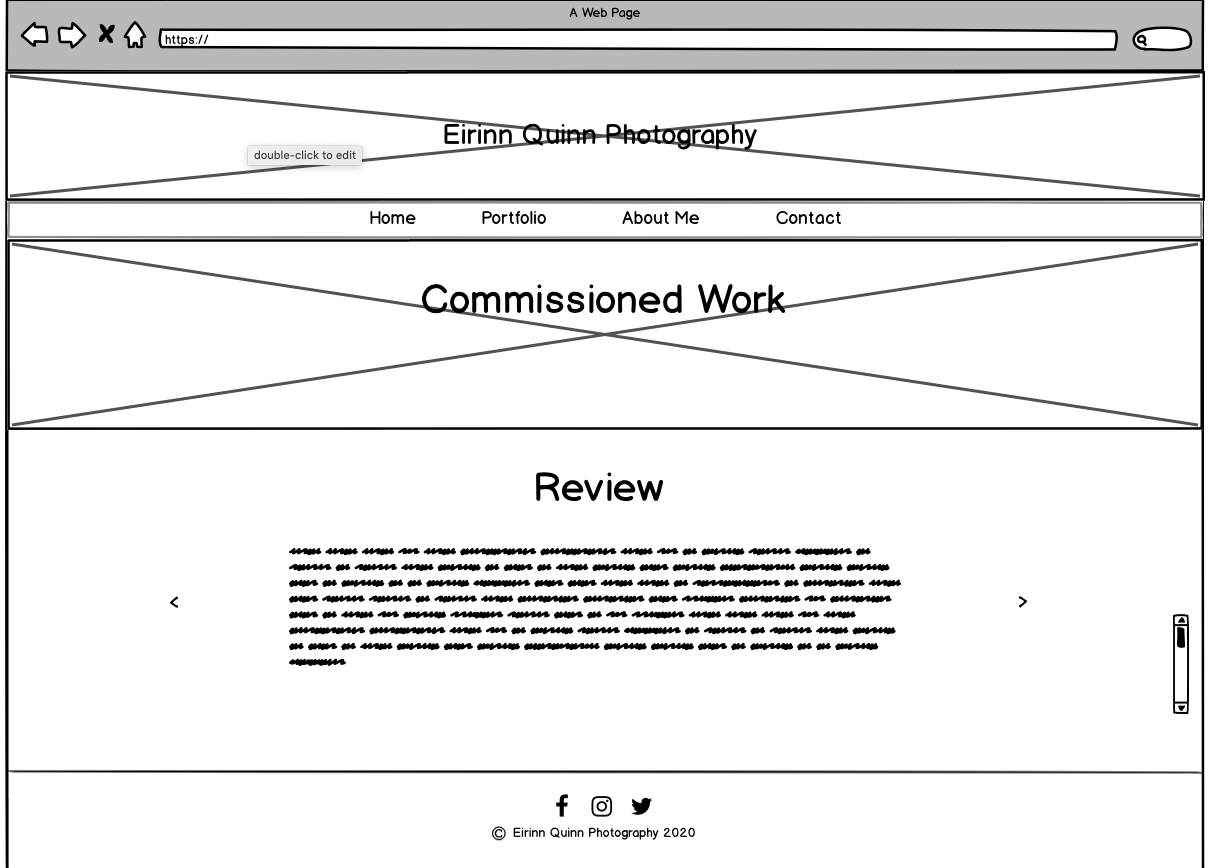 A Web Page
https://
Eirinn Quinn Photography
double-click to edit
Home Portfolio About Me Contact
Commissioned Work
Review
<
>
© Eirinn Quinn Photography 2020